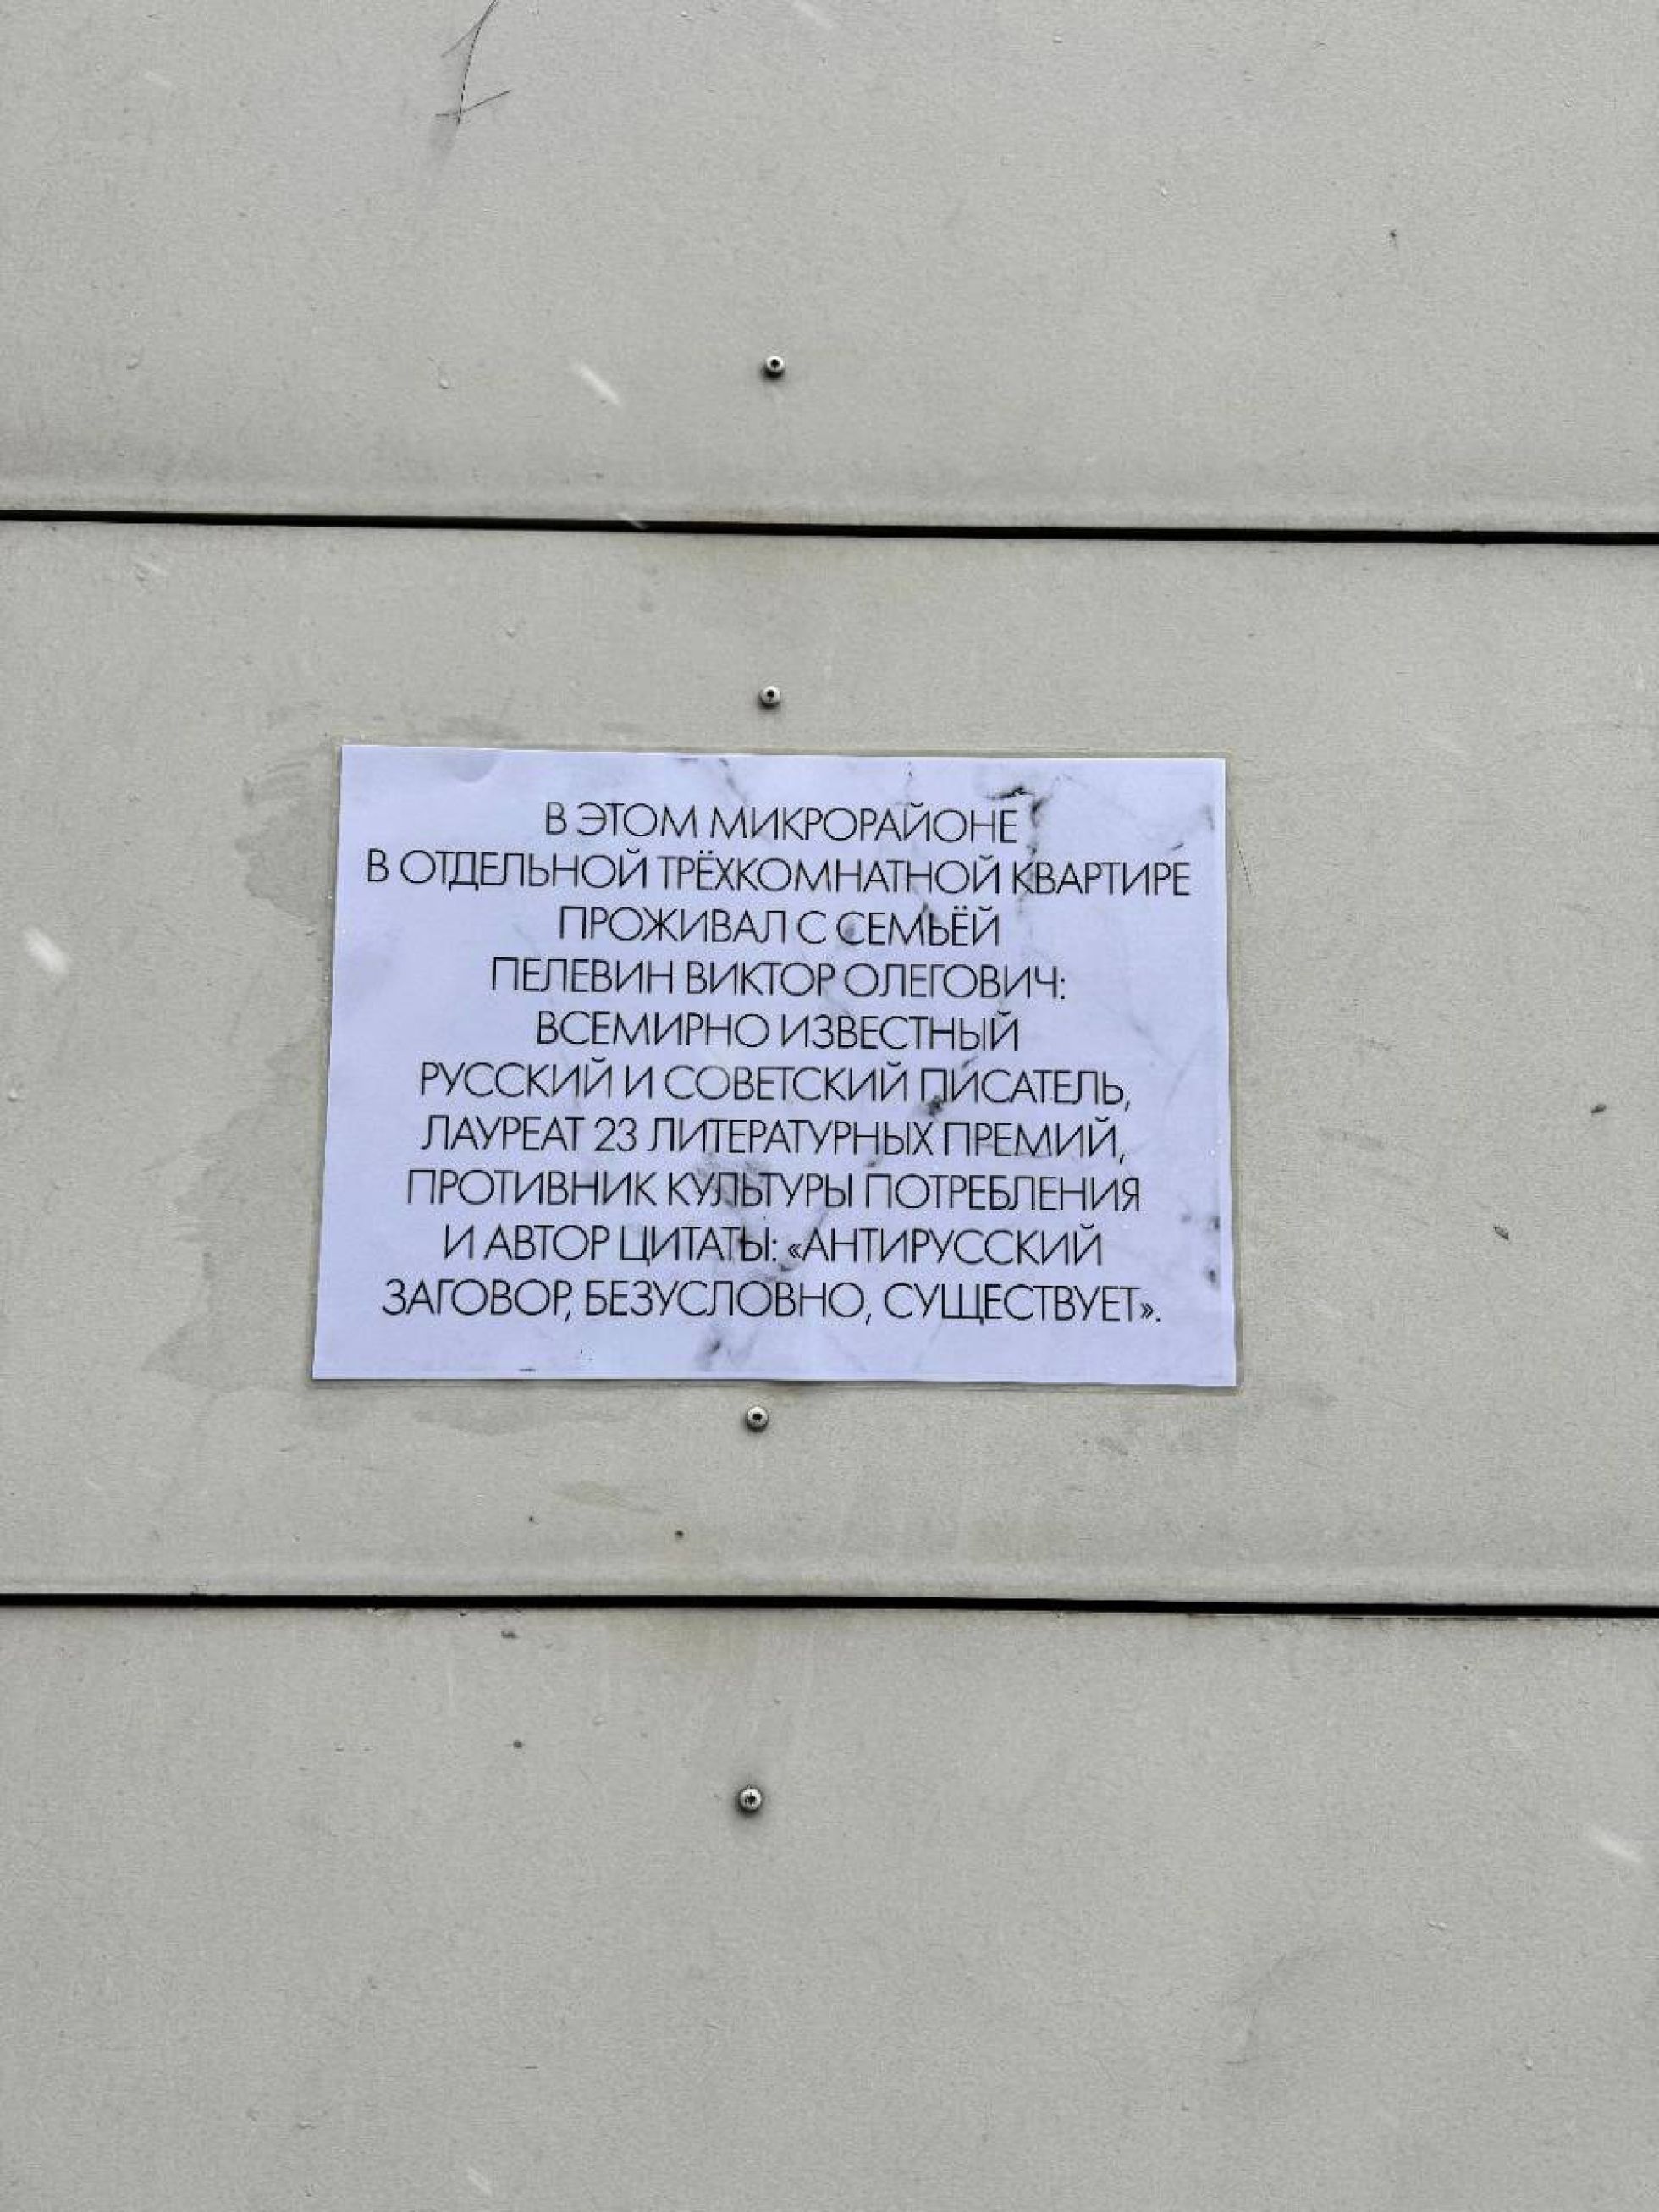 В ЭТОМ МИКРОРАЙОНЕ
В ОТДЕЛЬНОЙ ТРЁХКОМНАТНОЙ КВАРТИРЕ
ПРОЖИВАЛ С СЕМЬЁЙ
ПЕЛЕВИН ВИКТОР ОЛЕГОВИЧ:
ВСЕМИРНО ИЗВЕСТНЫЙ
РУССКИЙ И СОВЕТСКИЙ ПИСАТЕЛЬ,
ЛАУРЕАТ 23 ЛИТЕРАТУРНЫХ ПРЕМИЙ,
ПРОТИВНИК КУЛЬТУРЫ ПОТРЕБЛЕНИЯ
И АВТОР ЦИТАТЫ: «АНТИРУССКИЙ
ЗАГОВОР, БЕЗУСЛОВНО, СУЩЕСТВУЕТ».